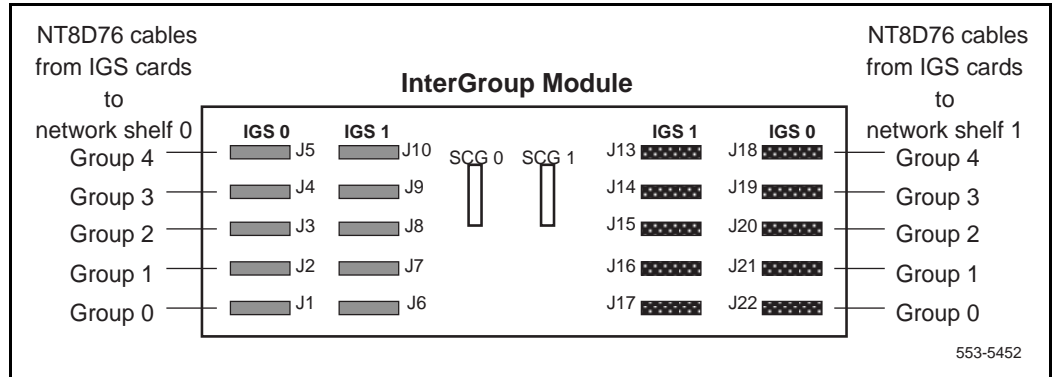 NT8D76 cables
from IGS cards
to
network shelf 0
InterGroup Module
NT8D76 cables
from IGS cards
to
network shelf 1
IGS 0 IGS 1 IGS 1 IGS 0
SCG 0 SCG 1
Group 4 J5 J10 J13 J18 Group 4
Group 3 J4 J9 J14 J19 Group 3
Group 2 J3 J8 J15 J20 Group 2
Group 1 J2 J7 J16 J21 Group 1
Group 0 J1 J6 J17 J22 Group 0
553-5452